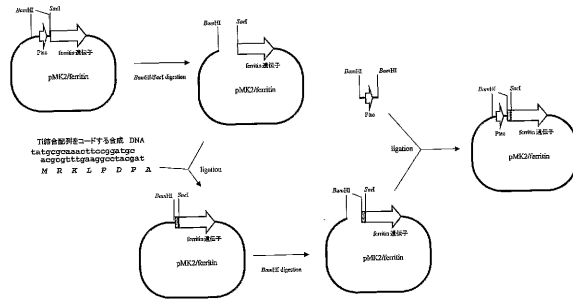 BamHI SacI
Ptac ferritin遺伝子
pMK2/ferritin
BamHI/SacI digestion
BamHI SacI
ferritin遺伝子
pMK2/ferritin
Ti結合配列をコードする合成 DNA
tatgcgcaaacttccggatgc
acgcgtttgaaggcctacgat
M R K L P D P A
ligation
BamHI SacI
ferritin遺伝子
pMK2/ferritin
BamHI digestion
BamHI SacI
ferritin遺伝子
pMK2/ferritin
BamHI BamHI
Ptac
ligation
BamHI SacI
Ptac ferritin遺伝子
pMK2/ferritin